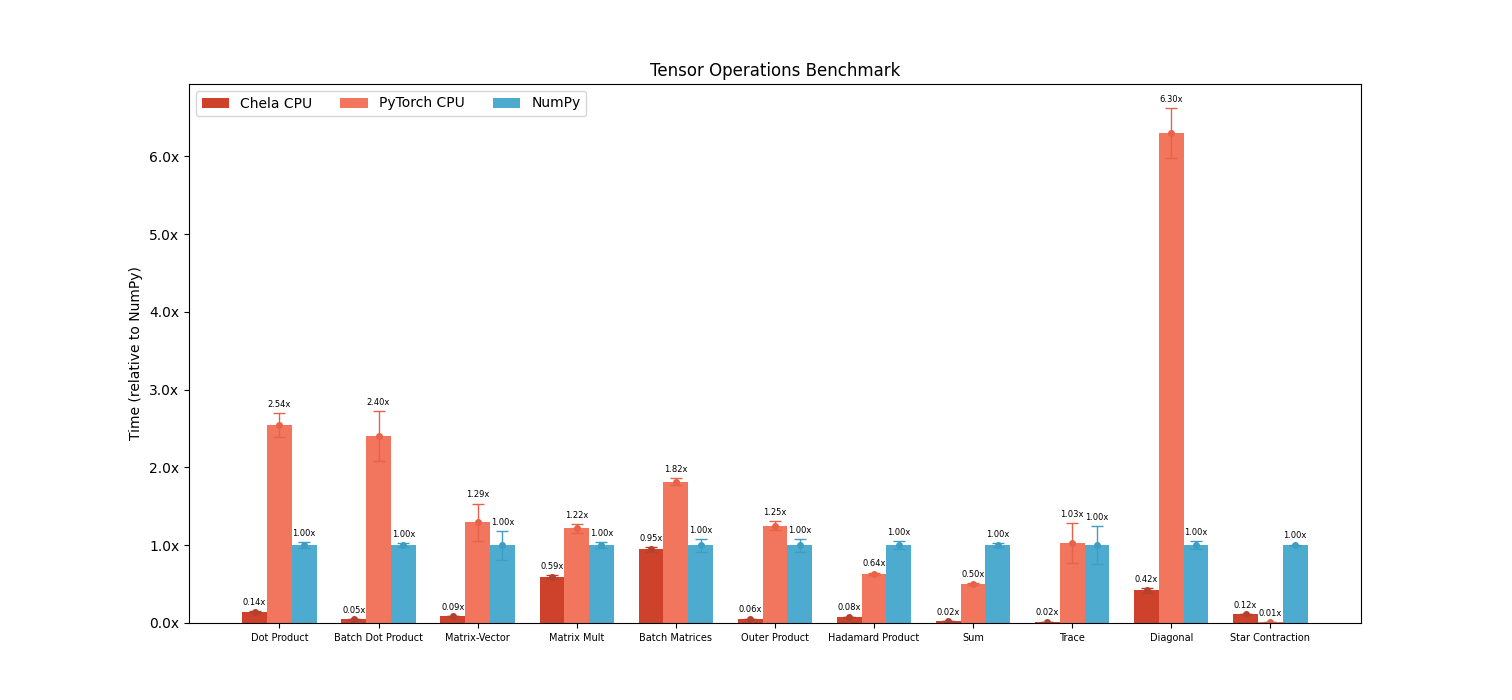 Tensor Operations Benchmark
Chela CPU PyTorch CPU NumPy
Time (relative to NumPy)
6.0x
5.0x
4.0x
3.0x
2.0x
1.0x
0.0x
0.14x 2.54x 1.00x
0.05x 2.40x 1.00x
0.09x 1.29x 1.00x
0.59x 1.22x 1.00x
0.95x 1.82x 1.00x
0.06x 1.25x 1.00x
0.08x 0.64x 1.00x
0.02x 0.50x 1.00x
0.02x 1.03x 1.00x
0.42x 6.30x 1.00x
0.12x 0.01x 1.00x
Dot Product Batch Dot Product Matrix-Vector Matrix Mult Batch Matrices Outer Product Hadamard Product Sum Trace Diagonal Star Contraction